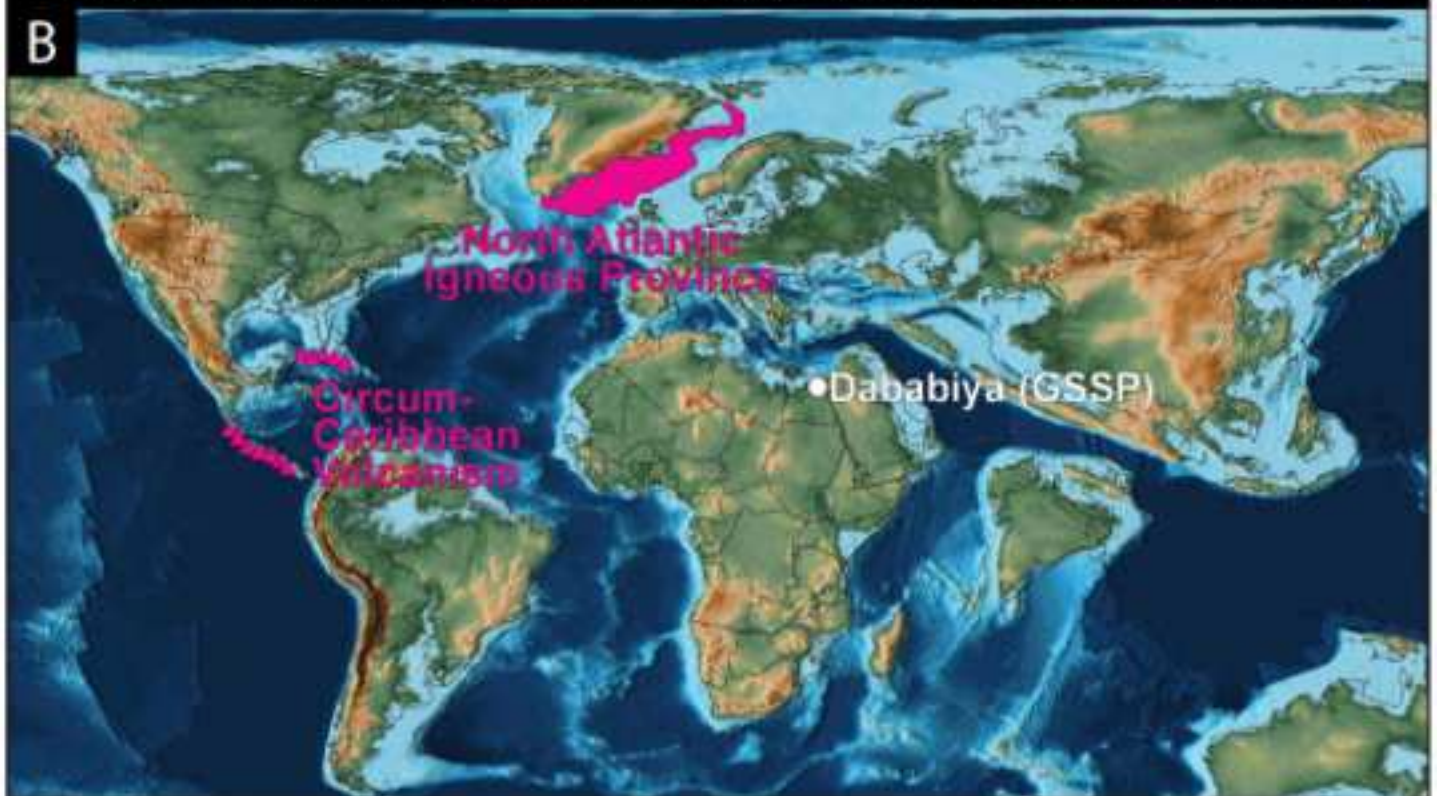 B
North Atlantic
Igneous Province
Dababiya (GSSP)
Circum-
Caribbean
Volcanism